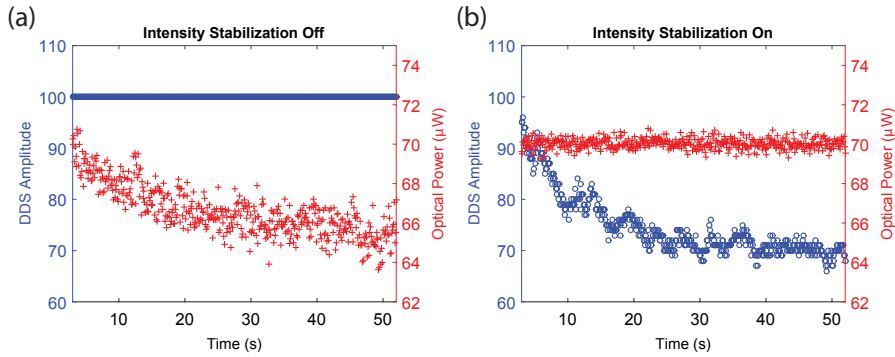 (a)
Intensity Stabilization Off
110
100
90
80
70
60
DDS Amplitude
74
72
70
68
66
64
62
Optical Power (μW)
10 20 30 40 50
Time (s)
(b)
Intensity Stabilization On
110
100
90
80
70
60
DDS Amplitude
74
72
70
68
66
64
62
Optical Power (μW)
10 20 30 40 50
Time (s)